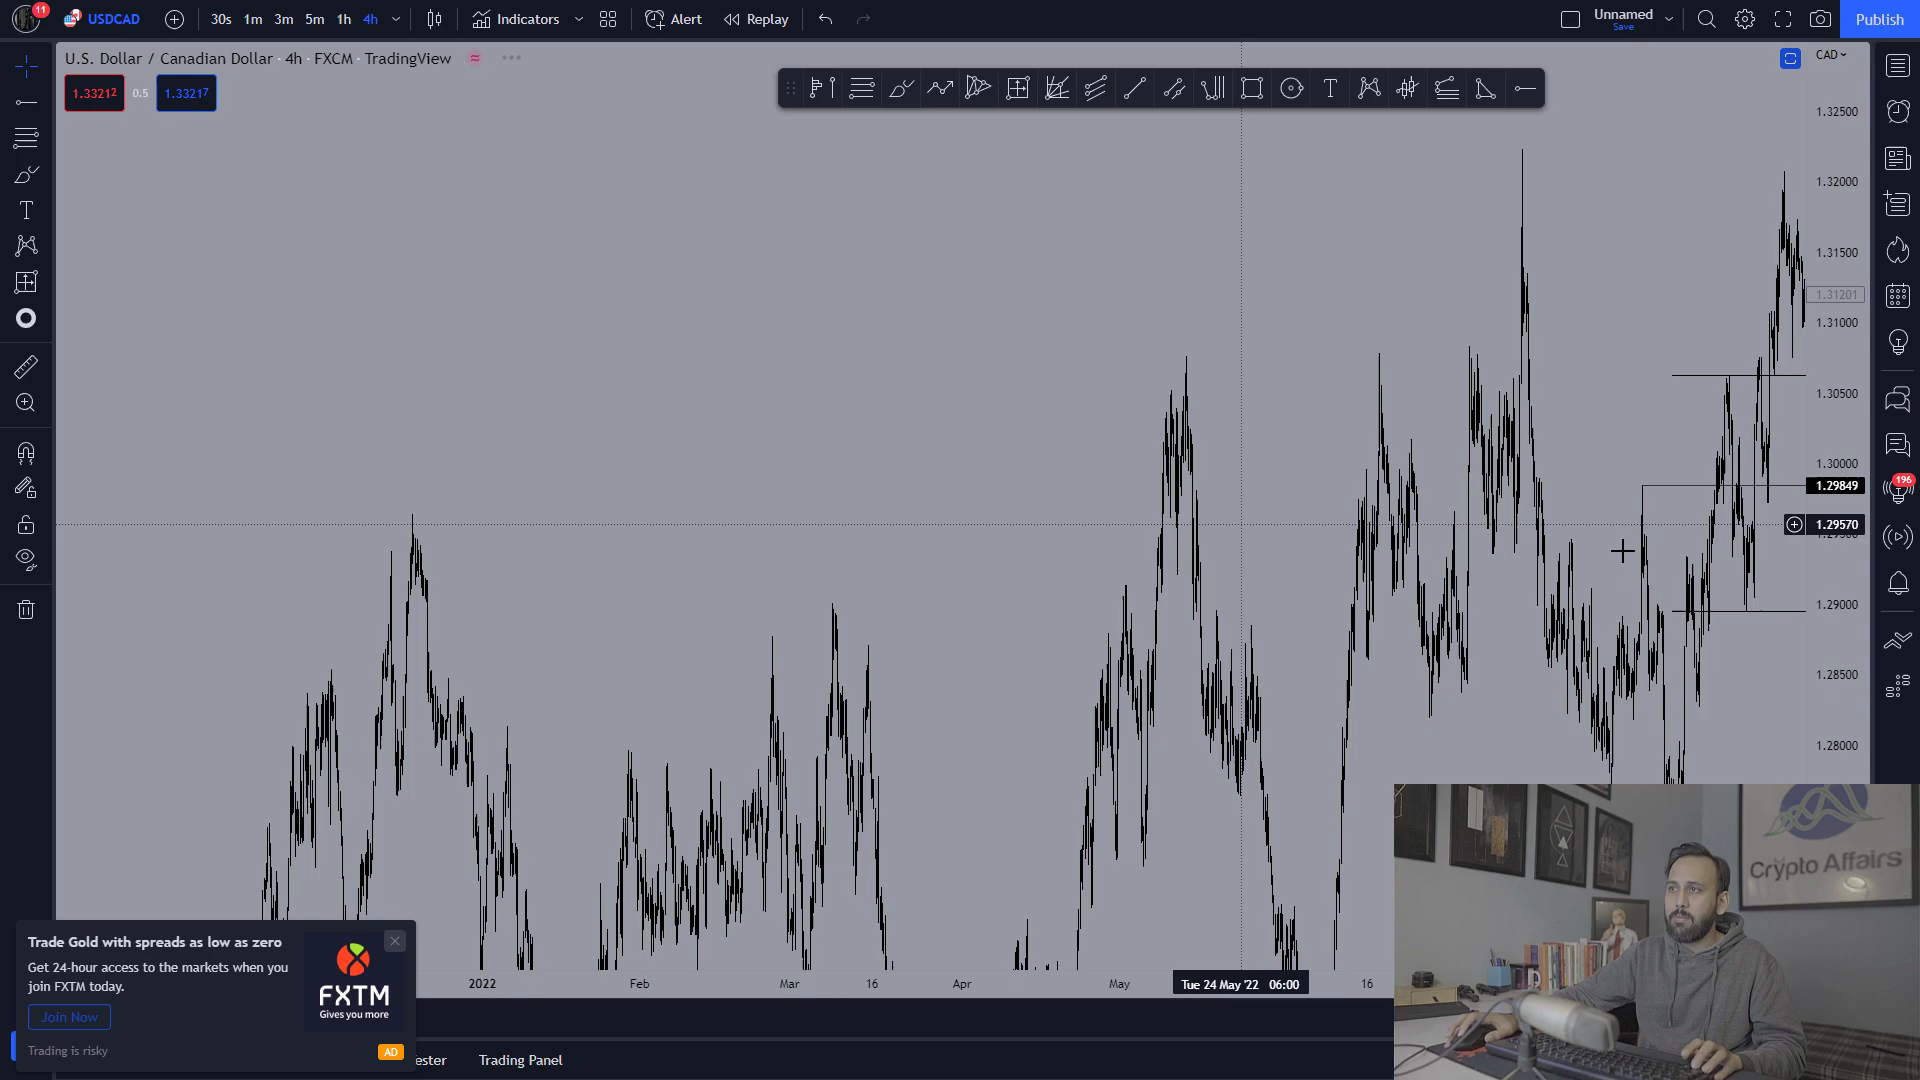 11
USDCAD
30s
1m
3m
5m
1h
4h
Indicators
Alert
Replay
Unnamed
Save
Publish
U.S. Dollar / Canadian Dollar · 4h · FXCM · TradingView
CAD
1.33212
0.5
1.33217
1.32500
1.32000
1.31500
1.31201
1.31000
1.30500
1.30000
1.29849
1.29570
1.29000
1.28500
1.28000
196
Crypto Affairs
Trade Gold with spreads as low as zero
Get 24-hour access to the markets when you
join FXTM today.
Join Now
Trading is risky
FXTM
Gives you more
AD
2022
Feb
Mar
16
Apr
May
Tue 24 May '22 06:00
16
ester
Trading Panel